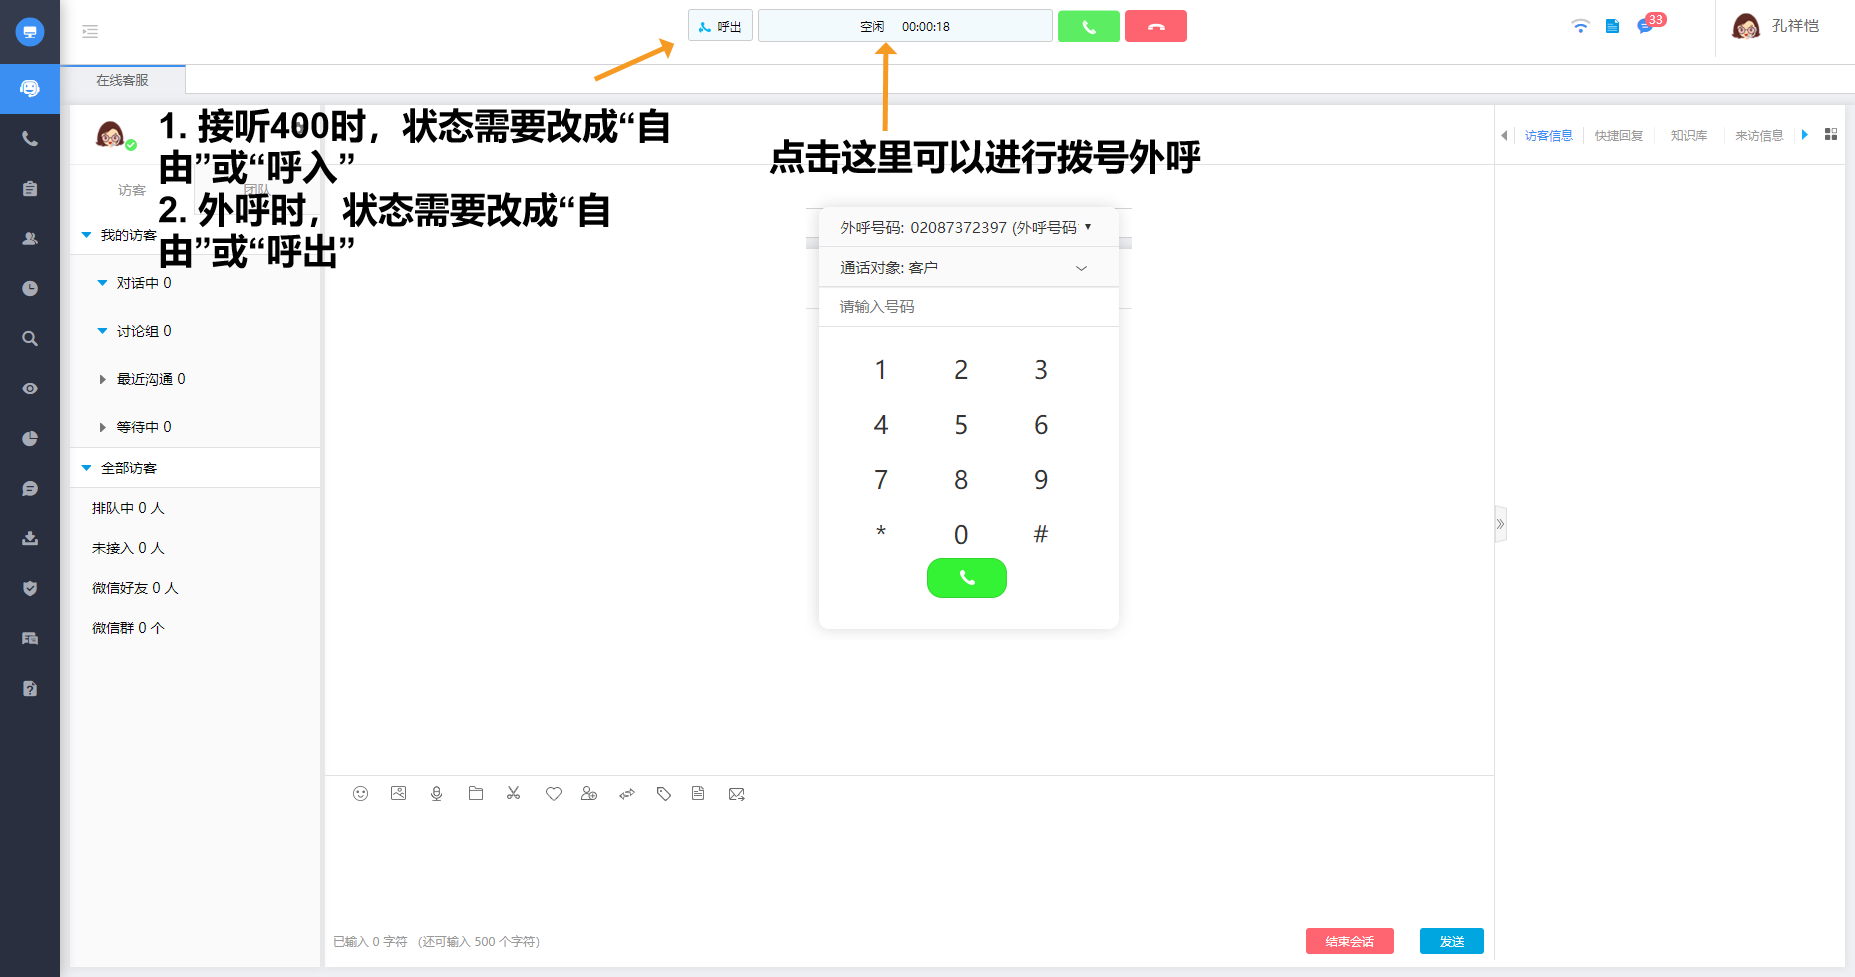 呼出
空闲 00:00:18
33
孔祥恺
在线客服
1. 接听400时，状态需要改成“自
由”或“呼入”
2. 外呼时，状态需要改成“自
由”或“呼出”
点击这里可以进行拨号外呼
访客 团队
我的访客
对话中 0
讨论组 0
最近沟通 0
等待中 0
全部访客
排队中 0 人
未接入 0 人
微信好友 0 人
微信群 0 个
外呼号码: 02087372397 (外呼号码
通话对象: 客户
请输入号码
1 2 3
4 5 6
7 8 9
* 0 #
访客信息 快捷回复 知识库 来访信息
已输入 0 字符 (还可输入 500 个字符)
结束会话 发送